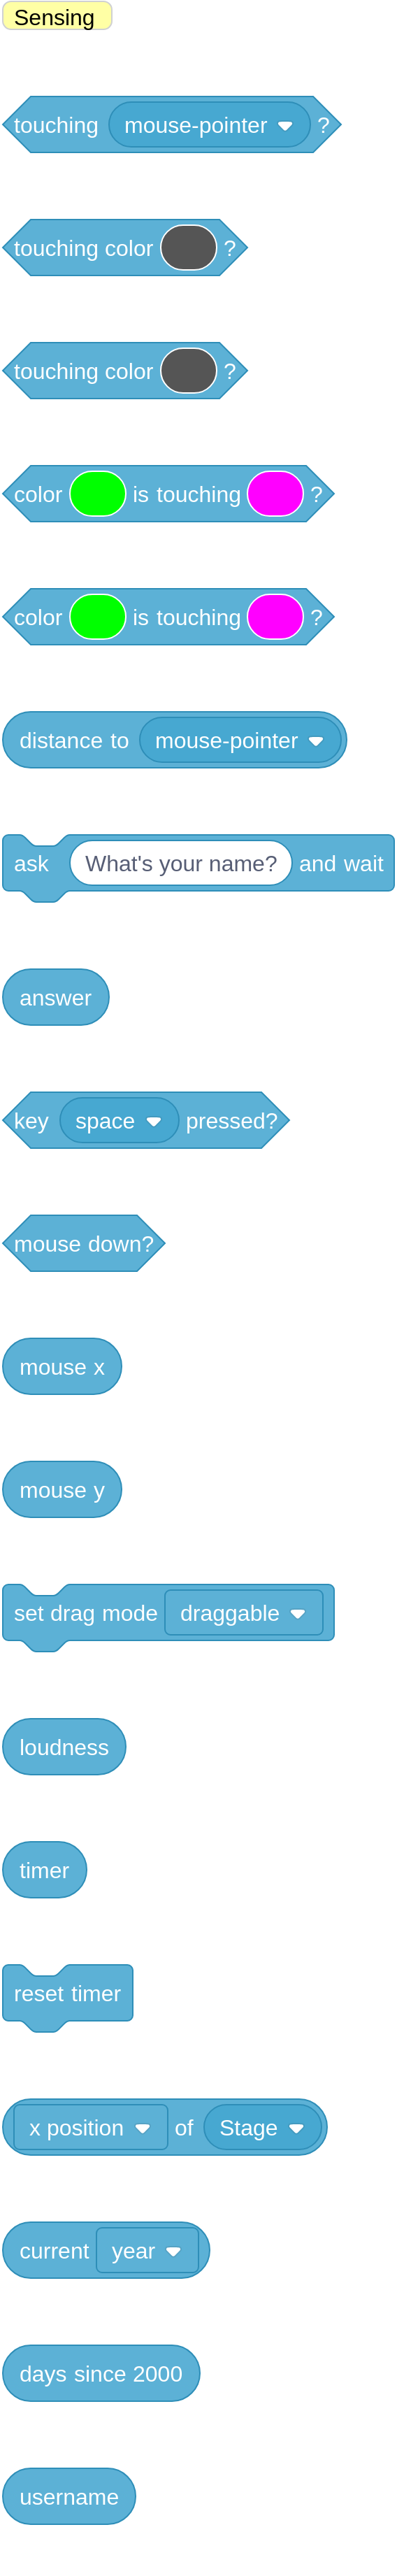 Sensing
touching mouse-pointer ?
touching color ?
touching color ?
color is touching ?
color is touching ?
distance to mouse-pointer
ask What's your name? and wait
answer
key space pressed?
mouse down?
mouse x
mouse y
set drag mode draggable
loudness
timer
reset timer
x position of Stage
current year
days since 2000
username